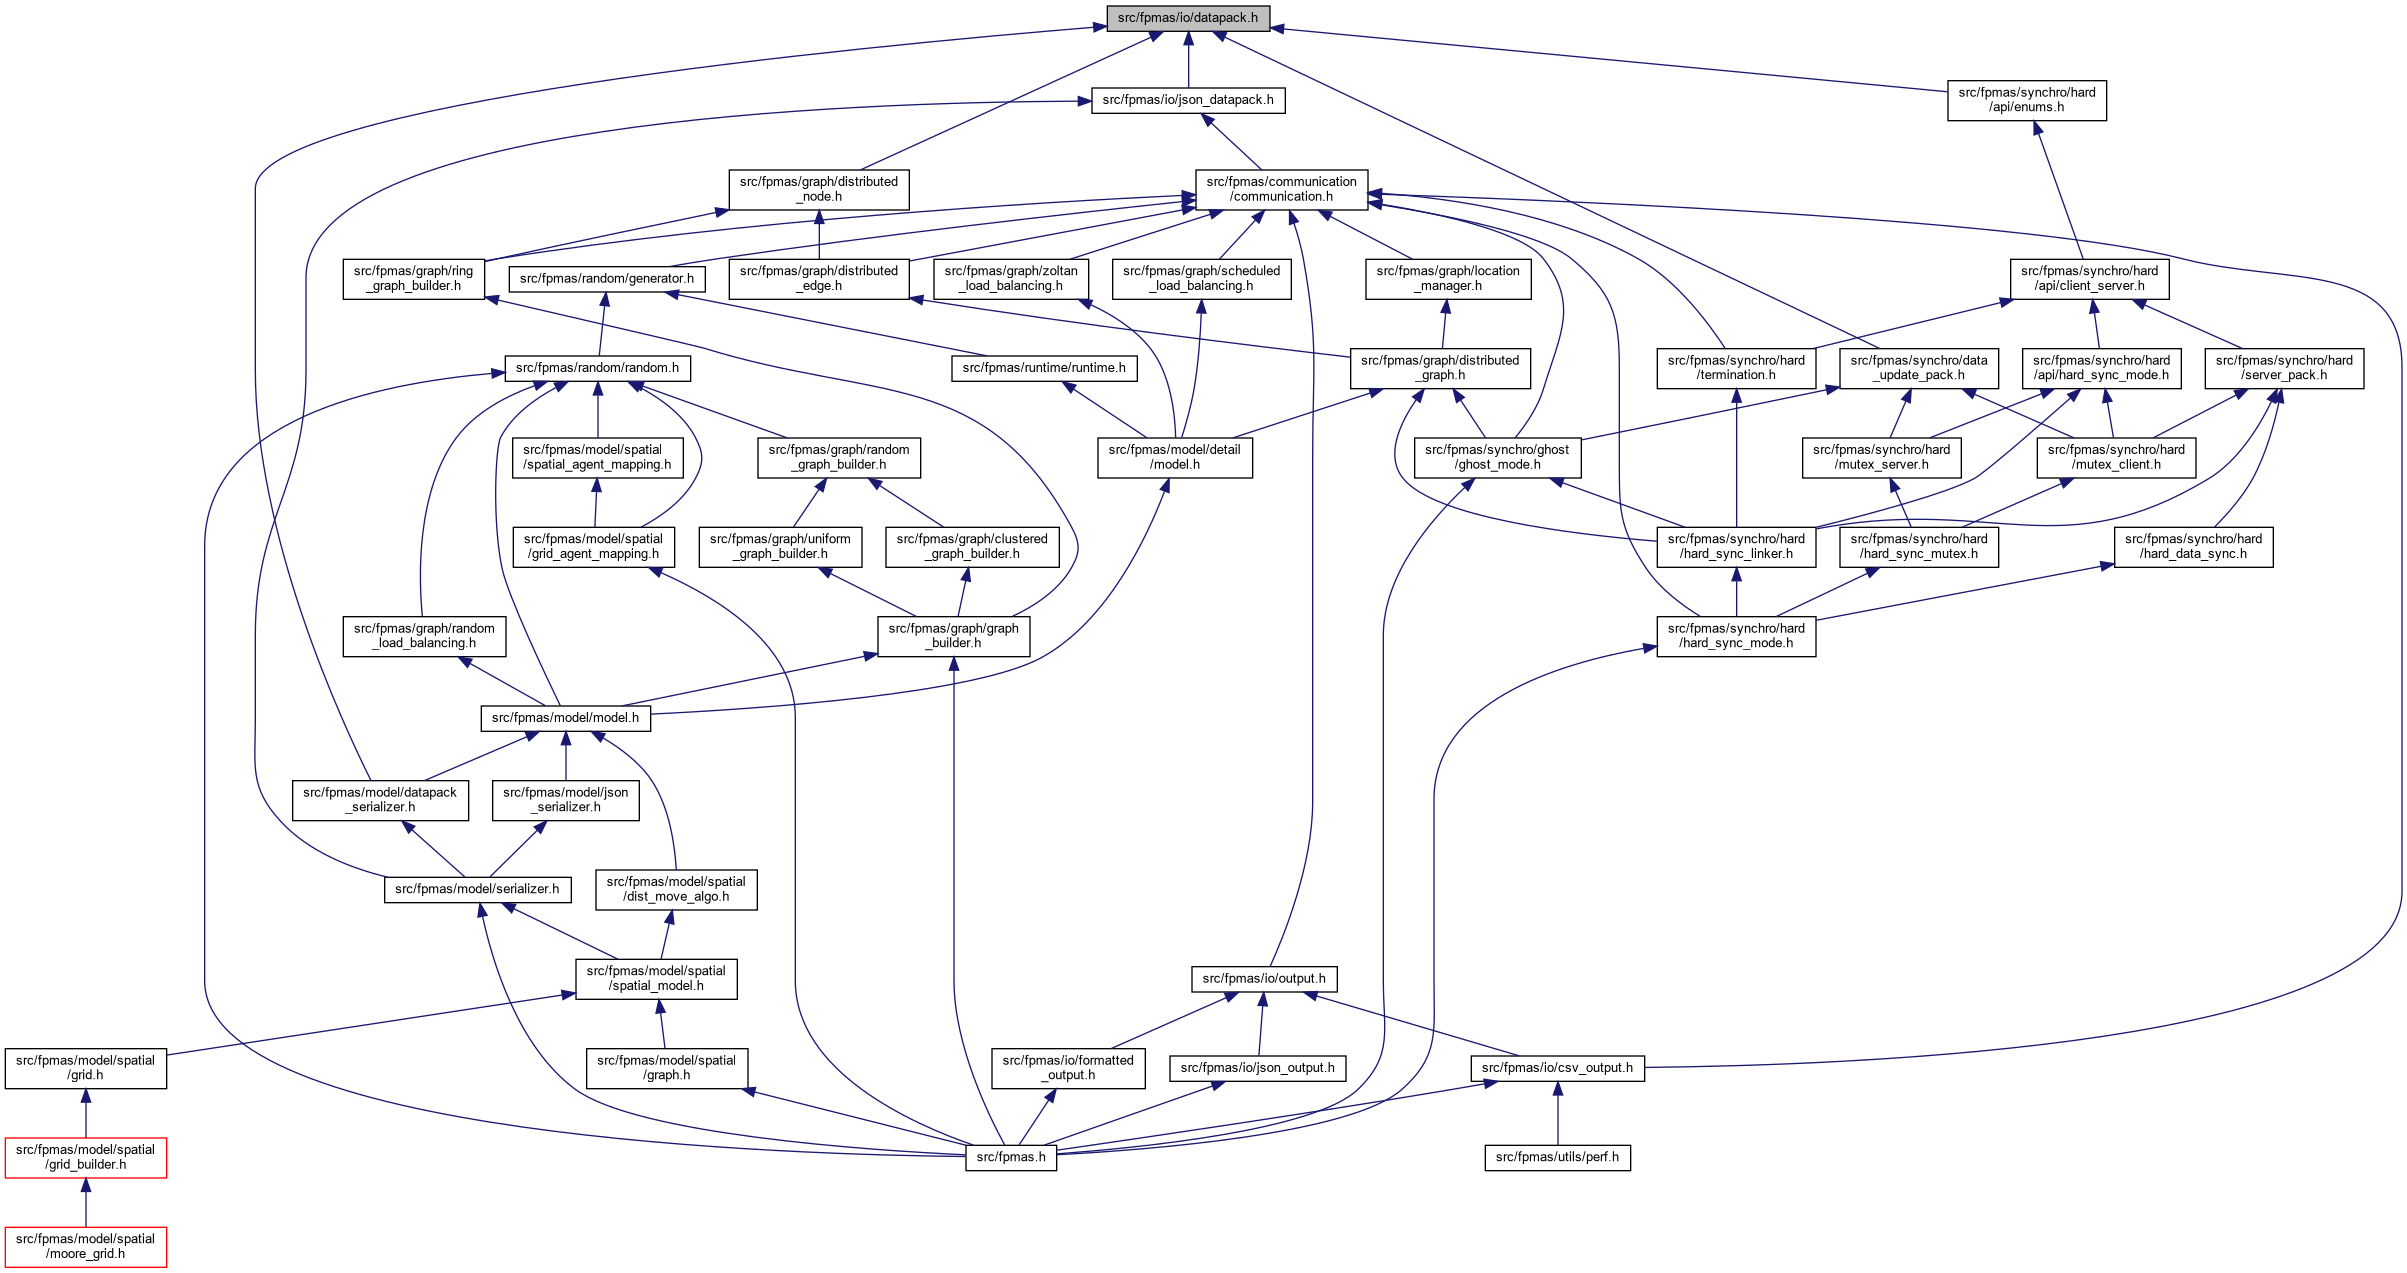 src/fpmas/io/datapack.h
src/fpmas/synchro/hard
/api/enums.h
src/fpmas/io/json_datapack.h
src/fpmas/graph/distributed
_node.h
src/fpmas/communication
/communication.h
src/fpmas/graph/ring
_graph_builder.h
src/fpmas/random/generator.h
src/fpmas/graph/distributed
_edge.h
src/fpmas/graph/zoltan
_load_balancing.h
src/fpmas/graph/scheduled
_load_balancing.h
src/fpmas/graph/location
_manager.h
src/fpmas/synchro/hard
/api/client_server.h
src/fpmas/random/random.h
src/fpmas/runtime/runtime.h
src/fpmas/graph/distributed
_graph.h
src/fpmas/synchro/hard
/termination.h
src/fpmas/synchro/data
_update_pack.h
src/fpmas/synchro/hard
/api/hard_sync_mode.h
src/fpmas/synchro/hard
/server_pack.h
src/fpmas/model/spatial
/spatial_agent_mapping.h
src/fpmas/graph/random
_graph_builder.h
src/fpmas/model/detail
/model.h
src/fpmas/synchro/ghost
/ghost_mode.h
src/fpmas/synchro/hard
/mutex_server.h
src/fpmas/synchro/hard
/mutex_client.h
src/fpmas/model/spatial
/grid_agent_mapping.h
src/fpmas/graph/uniform
_graph_builder.h
src/fpmas/graph/clustered
_graph_builder.h
src/fpmas/synchro/hard
/hard_sync_linker.h
src/fpmas/synchro/hard
/hard_sync_mutex.h
src/fpmas/synchro/hard
/hard_data_sync.h
src/fpmas/graph/random
_load_balancing.h
src/fpmas/graph/graph
_builder.h
src/fpmas/synchro/hard
/hard_sync_mode.h
src/fpmas/model/model.h
src/fpmas/model/datapack
_serializer.h
src/fpmas/model/json
_serializer.h
src/fpmas/model/serializer.h
src/fpmas/model/spatial
/dist_move_algo.h
src/fpmas/model/spatial
/spatial_model.h
src/fpmas/io/output.h
src/fpmas/model/spatial
/grid.h
src/fpmas/model/spatial
/graph.h
src/fpmas/io/formatted
_output.h
src/fpmas/io/json_output.h
src/fpmas/io/csv_output.h
src/fpmas/model/spatial
/grid_builder.h
src/fpmas.h
src/fpmas/utils/perf.h
src/fpmas/model/spatial
/moore_grid.h